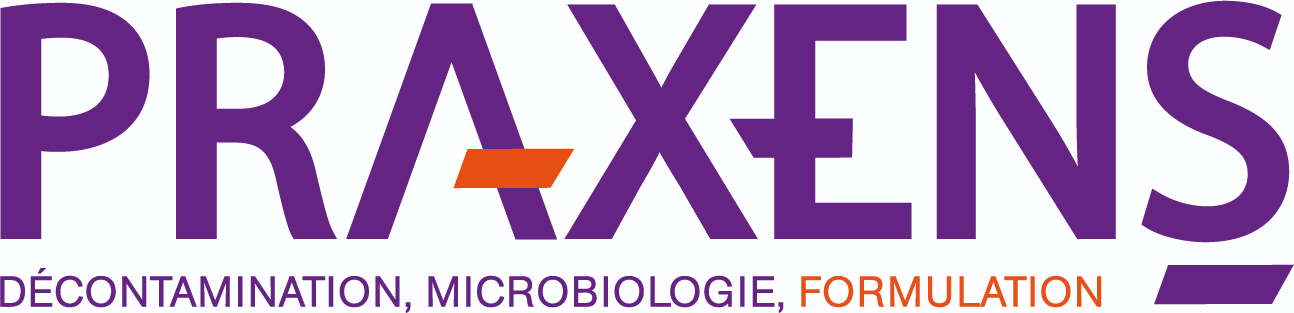 PRAXENS
DÉCONTAMINATION, MICROBIOLOGIE, FORMULATION